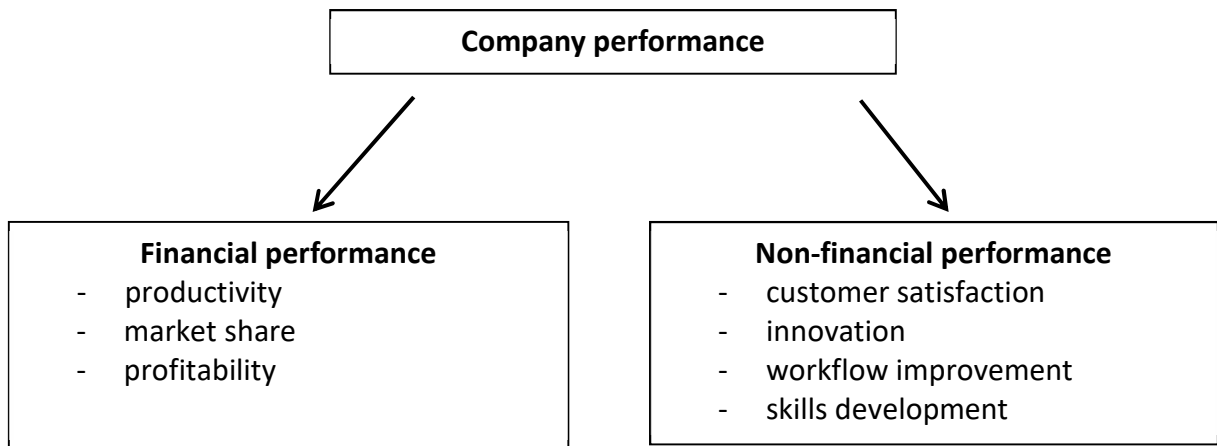 Company performance
Financial performance
- productivity
- market share
- profitability
Non-financial performance
- customer satisfaction
- innovation
- workflow improvement
- skills development